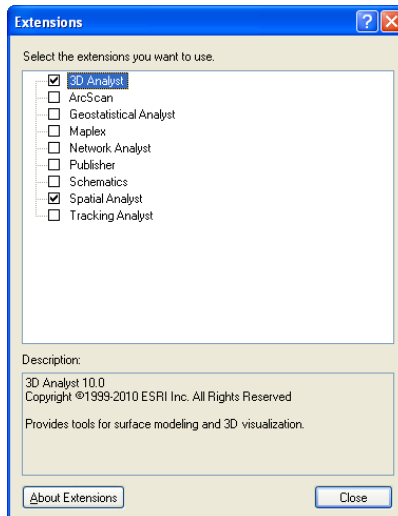 Extensions
Select the extensions you want to use.
3D Analyst
ArcScan
Geostatistical Analyst
Maplex
Network Analyst
Publisher
Schematics
Spatial Analyst
Tracking Analyst
Description:
3D Analyst 10.0
Copyright ©1999-2010 ESRI Inc. All Rights Reserved
Provides tools for surface modeling and 3D visualization.
About Extensions
Close